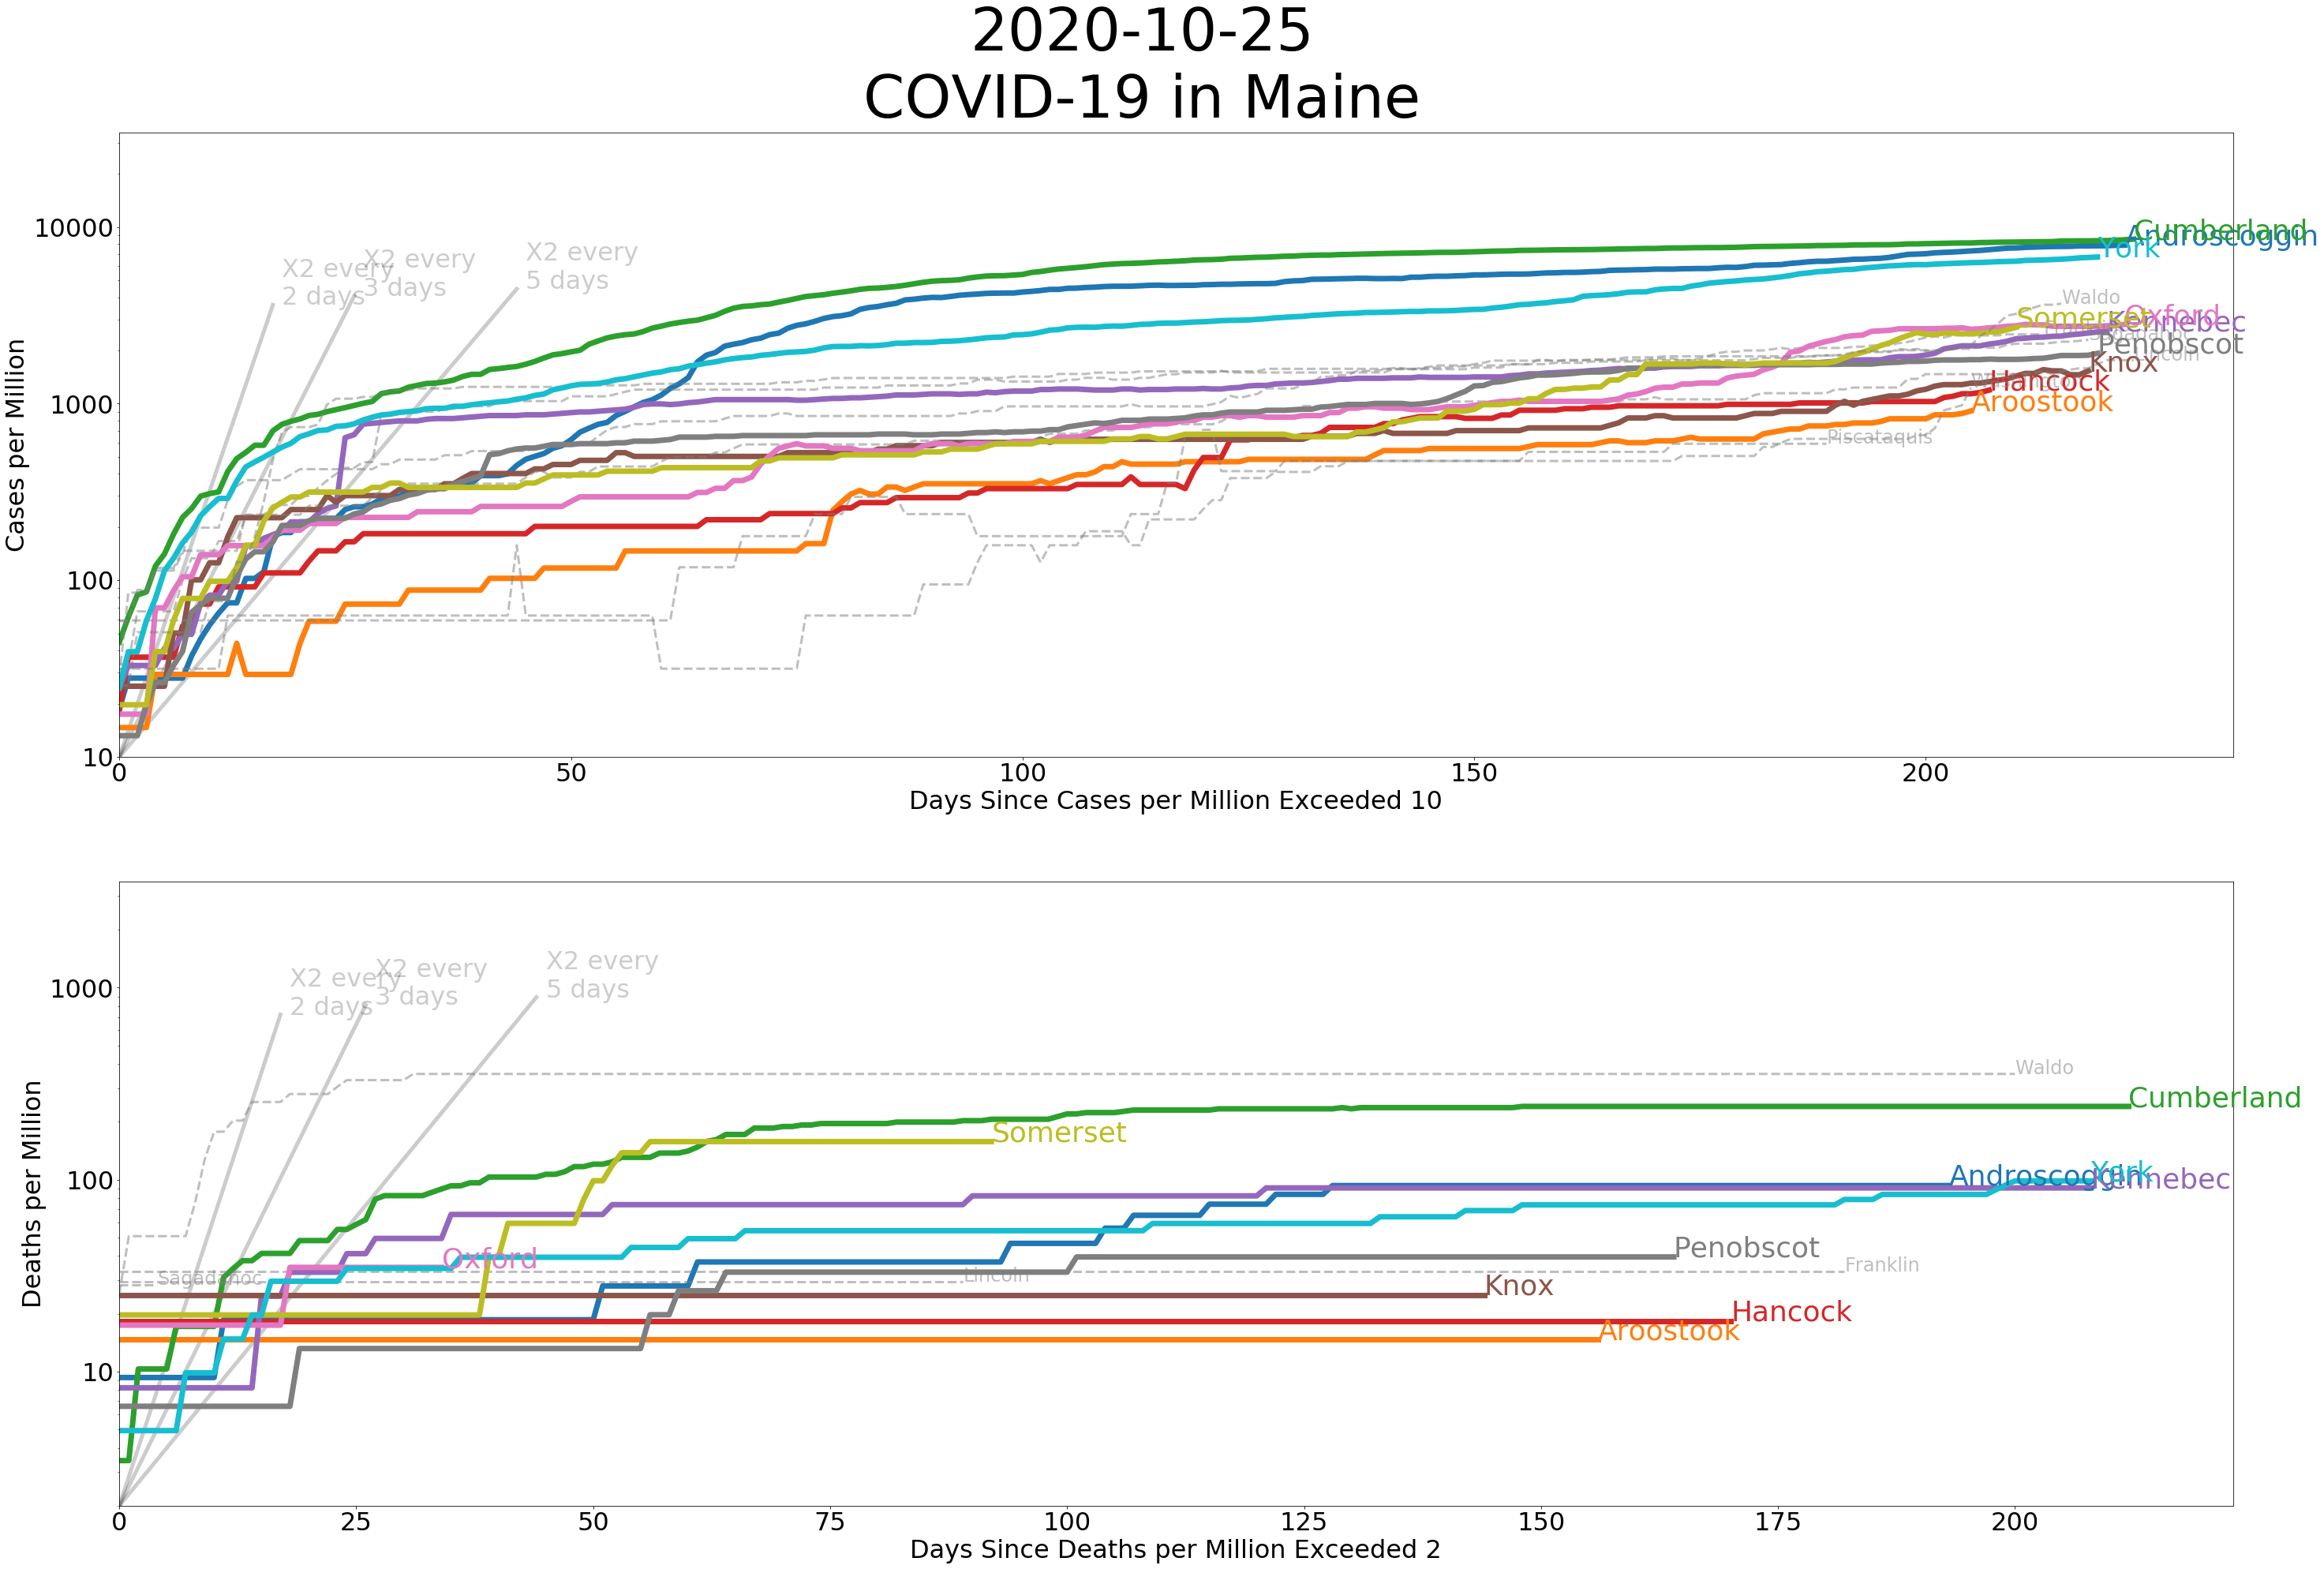 2020-10-25
COVID-19 in Maine
Cases per Million
10000
1000
100
10
X2 every
2 days
X2 every
3 days
X2 every
5 days
Cumberland
Androscoggin
York
Waldo
Oxford
Somerset
Kennebec
Penobscot
Lincoln
Knox
Washington
Hancock
Aroostook
Piscataquis
0
50
100
150
200
Days Since Cases per Million Exceeded 10
Deaths per Million
1000
100
10
X2 every
2 days
X2 every
3 days
X2 every
5 days
Waldo
Cumberland
Somerset
Androscoggin
York
Kennebec
Oxford
Penobscot
Sagadahoc
Lincoln
Franklin
Knox
Hancock
Aroostook
0
25
50
75
100
125
150
175
200
Days Since Deaths per Million Exceeded 2